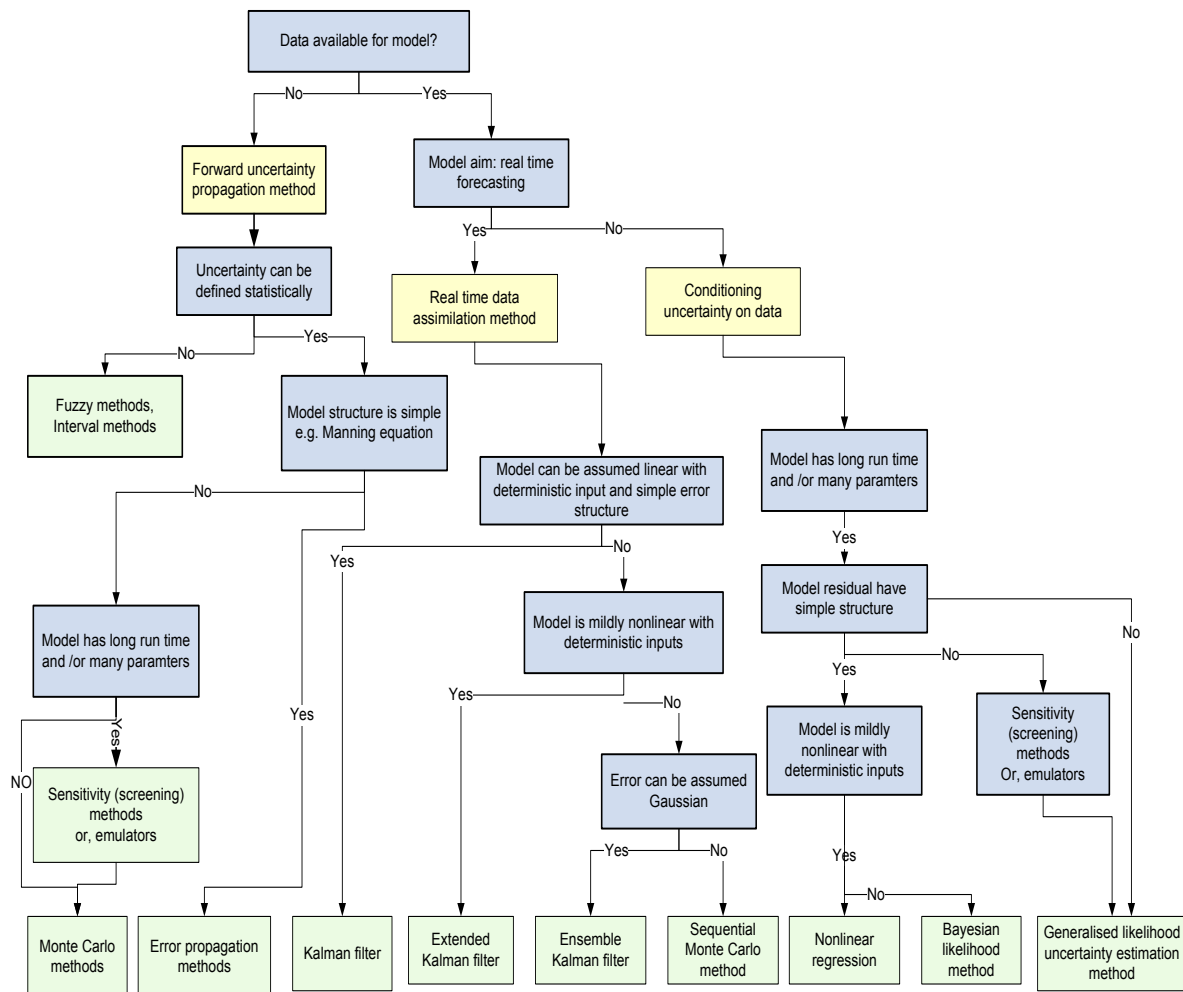 Data available for model?
No
Yes
Forward uncertainty
propagation method
Model aim: real time
forecasting
Yes
No
Uncertainty can be
defined statistically
Real time data
assimilation method
Conditioning
uncertainty on data
No
Yes
Fuzzy methods,
Interval methods
Model structure is simple
e.g. Manning equation
Model can be assumed linear with
deterministic input and simple error
structure
Model has long run time
and /or many paramters
No
Yes
Yes
No
Yes
Model has long run time
and /or many paramters
Model is mildly nonlinear with
deterministic inputs
Model residual have
simple structure
No
Yes
No
Yes
No
Yes
NO
Sensitivity (screening)
methods
or, emulators
Error can be assumed
Gaussian
Model is mildly
nonlinear with
deterministic inputs
Sensitivity
(screening)
methods
Or, emulators
Yes
No
Yes
No
Monte Carlo
methods
Error propagation
methods
Kalman filter
Extended
Kalman filter
Ensemble
Kalman filter
Sequential
Monte Carlo
method
Nonlinear
regression
Bayesian
likelihood
method
Generalised likelihood
uncertainty estimation
method